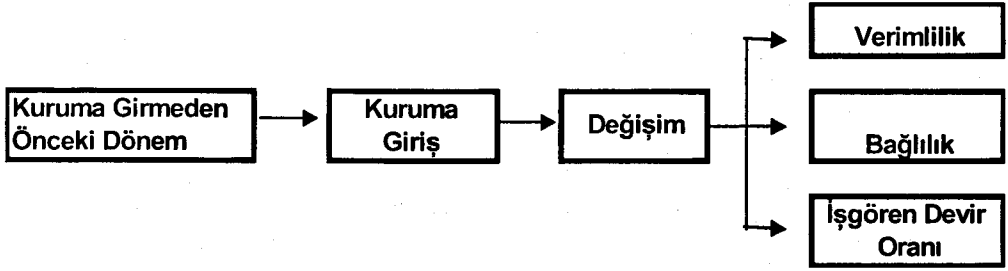 Kuruma Girmeden
Önceki Dönem
Kuruma
Giriş
Değişim
Verimlilik
Bağlılık
İşgören Devir
Oranı